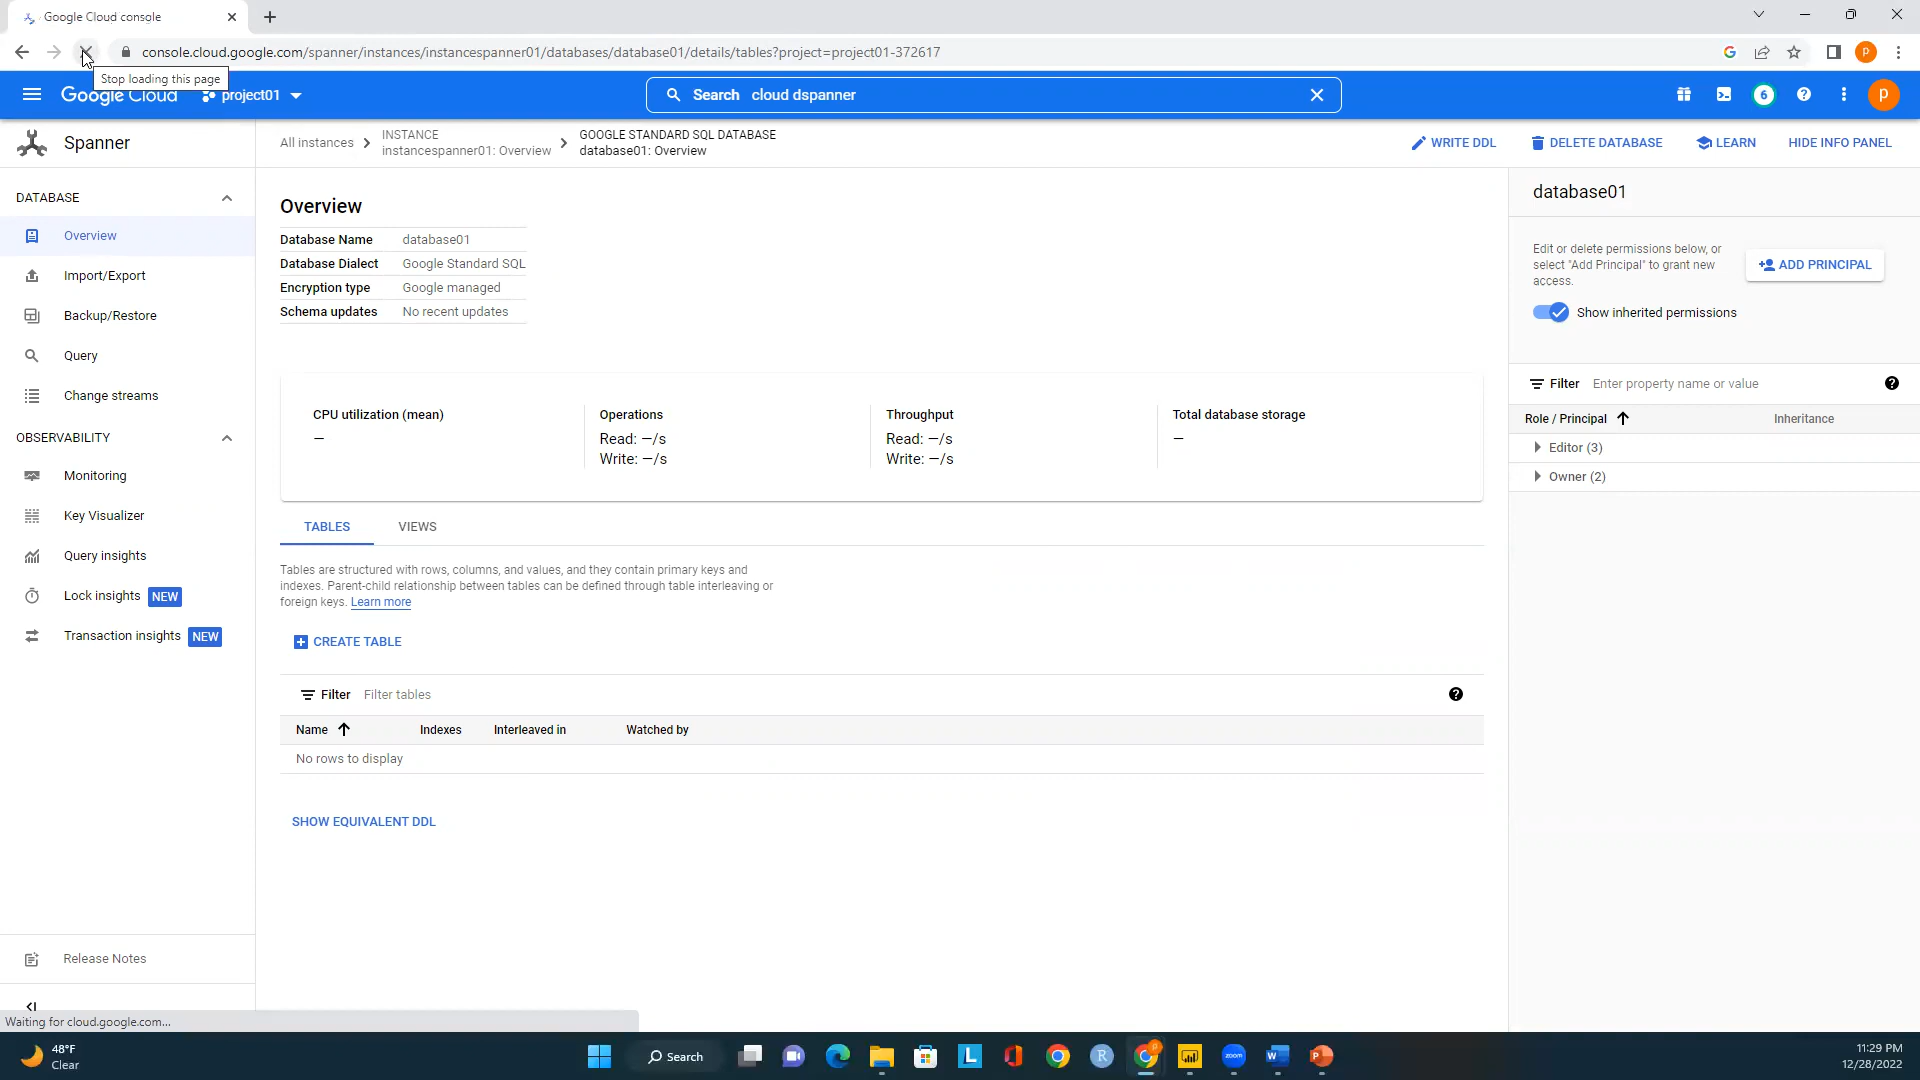 Google Cloud console
console.cloud.google.com/spanner/instances/instancespanner01/databases/database01/details/tables?project=project01-372617
Stop loading this page
Google Cloud
project01
Search cloud dspanner
6
?
p
Spanner
All instances
INSTANCE
instancespanner01: Overview
GOOGLE STANDARD SQL DATABASE
database01: Overview
WRITE DDL
DELETE DATABASE
LEARN
HIDE INFO PANEL
DATABASE
Overview
Import/Export
Backup/Restore
Query
Change streams
OBSERVABILITY
Monitoring
Key Visualizer
Query insights
Lock insights NEW
Transaction insights NEW
Release Notes
Overview
Database Name database01
Database Dialect Google Standard SQL
Encryption type Google managed
Schema updates No recent updates
CPU utilization (mean)
—
Operations
Read: —/s
Write: —/s
Throughput
Read: —/s
Write: —/s
Total database storage
—
TABLES VIEWS
Tables are structured with rows, columns, and values, and they contain primary keys and
indexes. Parent-child relationship between tables can be defined through table interleaving or
foreign keys. Learn more
CREATE TABLE
Filter Filter tables
Name Indexes Interleaved in Watched by
No rows to display
SHOW EQUIVALENT DDL
database01
Edit or delete permissions below, or
select "Add Principal" to grant new
access.
ADD PRINCIPAL
Show inherited permissions
Filter Enter property name or value
Role / Principal Inheritance
Editor (3)
Owner (2)
Waiting for cloud.google.com...
48°F
Clear
Search
L
R
zoom
W
P
11:29 PM
12/28/2022